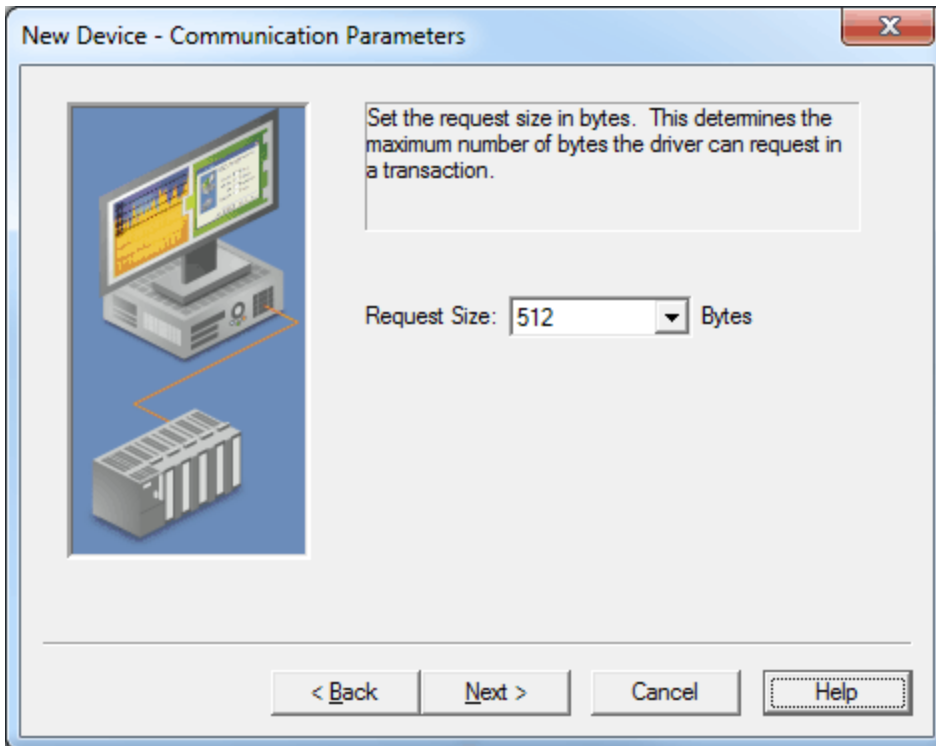 New Device - Communication Parameters
Set the request size in bytes.  This determines the
maximum number of bytes the driver can request in
a transaction.
Request Size: 512 Bytes
< Back Next > Cancel Help